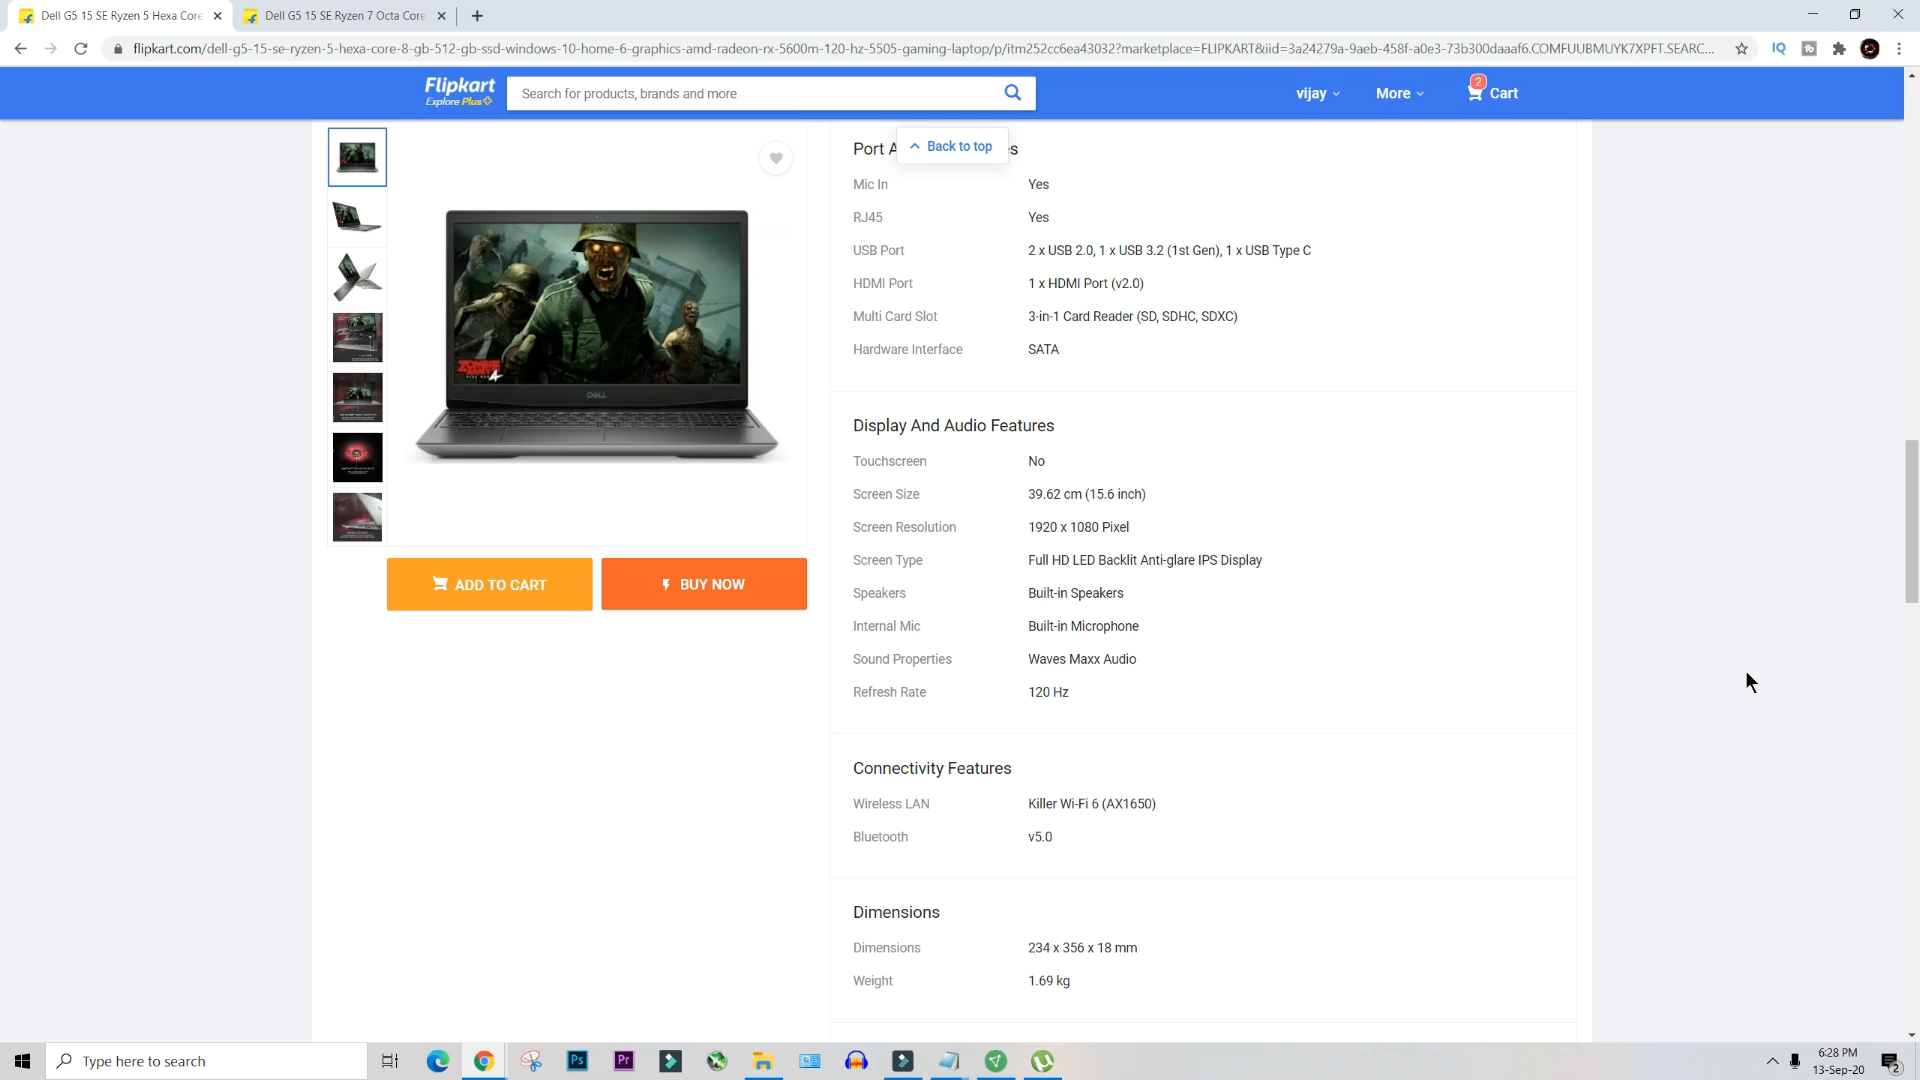 Dell G5 15 SE Ryzen 5 Hexa Core
Dell G5 15 SE Ryzen 7 Octa Core
flipkart.com/dell-g5-15-se-ryzen-5-hexa-core-8-gb-512-gb-ssd-windows-10-home-6-graphics-amd-radeon-rx-5600m-120-hz-5505-gaming-laptop/p/itm252cc6ea43032?marketplace=FLIPKART&iid=3a24279a-9aeb-458f-a0e3-73b300daaaf6.COMFUUBMUYK7XPFT.SEARC...
IQ
Flipkart
Explore Plus
Search for products, brands and more
vijay
More
2
Cart
Port A
s
Back to top
Mic In Yes
RJ45 Yes
USB Port 2 x USB 2.0, 1 x USB 3.2 (1st Gen), 1 x USB Type C
HDMI Port 1 x HDMI Port (v2.0)
Multi Card Slot 3-in-1 Card Reader (SD, SDHC, SDXC)
Hardware Interface SATA
ZOMBIE
4
DELL
ADD TO CART
BUY NOW
Display And Audio Features
Touchscreen No
Screen Size 39.62 cm (15.6 inch)
Screen Resolution 1920 x 1080 Pixel
Screen Type Full HD LED Backlit Anti-glare IPS Display
Speakers Built-in Speakers
Internal Mic Built-in Microphone
Sound Properties Waves Maxx Audio
Refresh Rate 120 Hz
Connectivity Features
Wireless LAN Killer Wi-Fi 6 (AX1650)
Bluetooth v5.0
Dimensions
Dimensions 234 x 356 x 18 mm
Weight 1.69 kg
Type here to search
Ps
Pr
6:28 PM
13-Sep-20
2